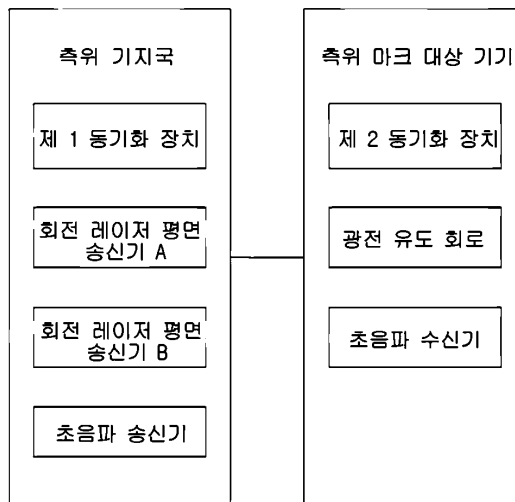 측위 기지국
제 1 동기화 장치
회전 레이저 평면
송신기 A
회전 레이저 평면
송신기 B
초음파 송신기
측위 마크 대상 기기
제 2 동기화 장치
광전 유도 회로
초음파 수신기